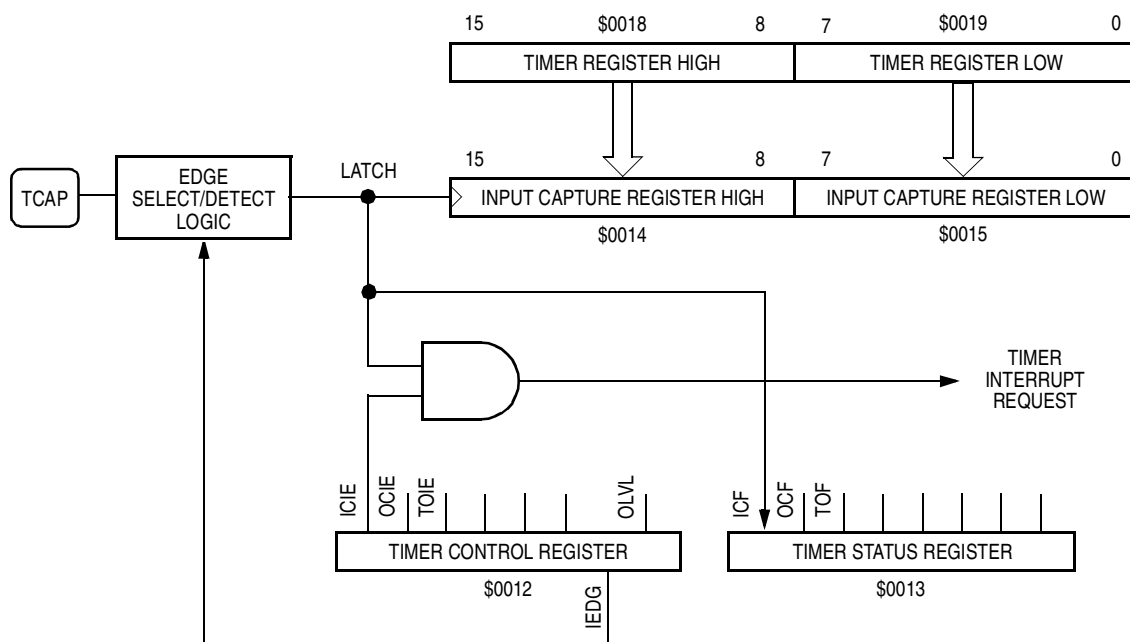 15 $0018 8 7 $0019 0
TIMER REGISTER HIGH TIMER REGISTER LOW
15 8 7 0
TCAP
EDGE
SELECT/DETECT
LOGIC
LATCH
INPUT CAPTURE REGISTER HIGH INPUT CAPTURE REGISTER LOW
$0014 $0015
TIMER
INTERRUPT
REQUEST
ICIE
OCIE
TOIE
OLVL
ICF
OCF
TOF
TIMER CONTROL REGISTER TIMER STATUS REGISTER
$0012 $0013
IEDG